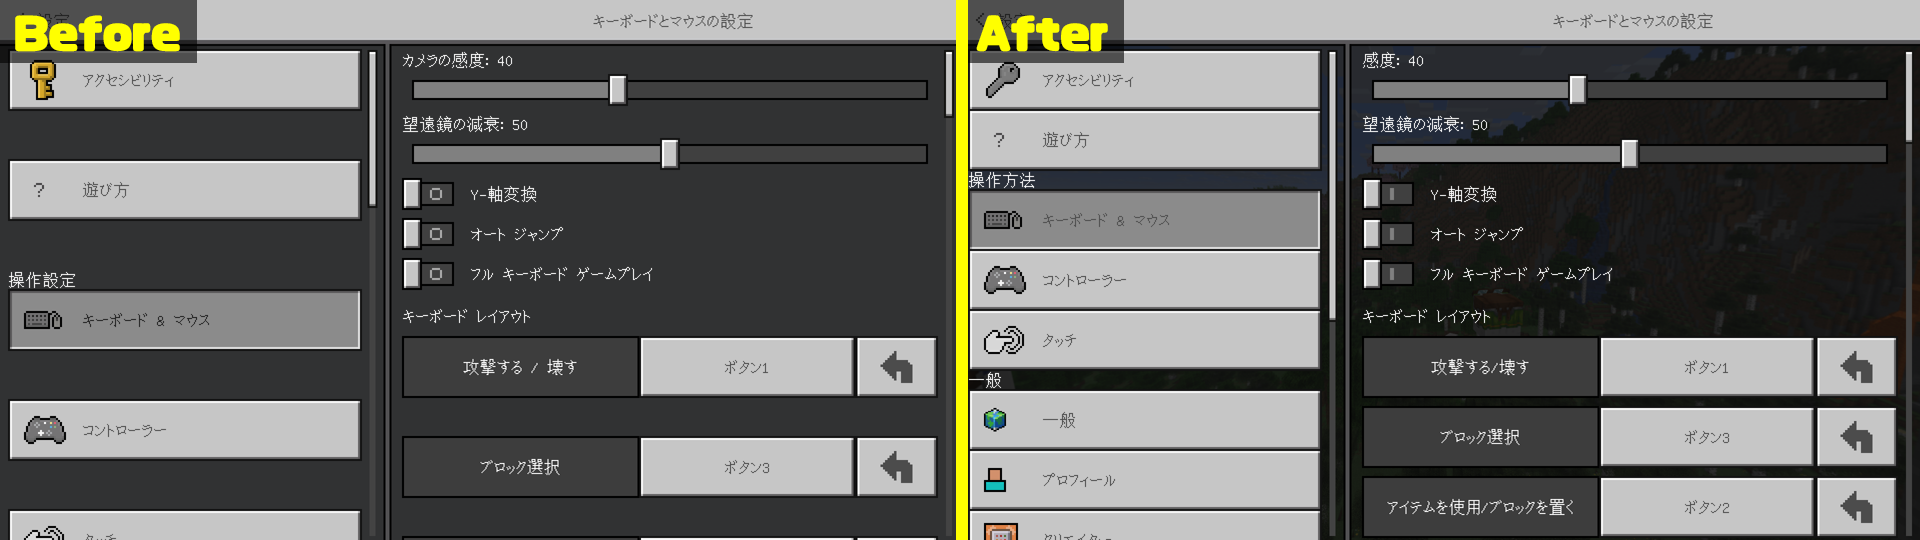 Before
キーボードとマウスの設定
アクセシビリティ
?
遊び方
操作設定
キーボード & マウス
コントローラー
タッチ
カメラの感度: 40
望遠鏡の減衰: 50
Y-軸変換
オート ジャンプ
フル キーボード ゲームプレイ
キーボード レイアウト
攻撃する / 壊す
ボタン1
ブロック選択
ボタン3
After
キーボードとマウスの設定
アクセシビリティ
?
遊び方
操作方法
キーボード & マウス
コントローラー
タッチ
一般
一般
プロフィール
クリエイター
感度: 40
望遠鏡の減衰: 50
Y-軸変換
オート ジャンプ
フル キーボード ゲームプレイ
キーボード レイアウト
攻撃する/壊す
ボタン1
ブロック選択
ボタン3
アイテムを使用/ブロックを置く
ボタン2